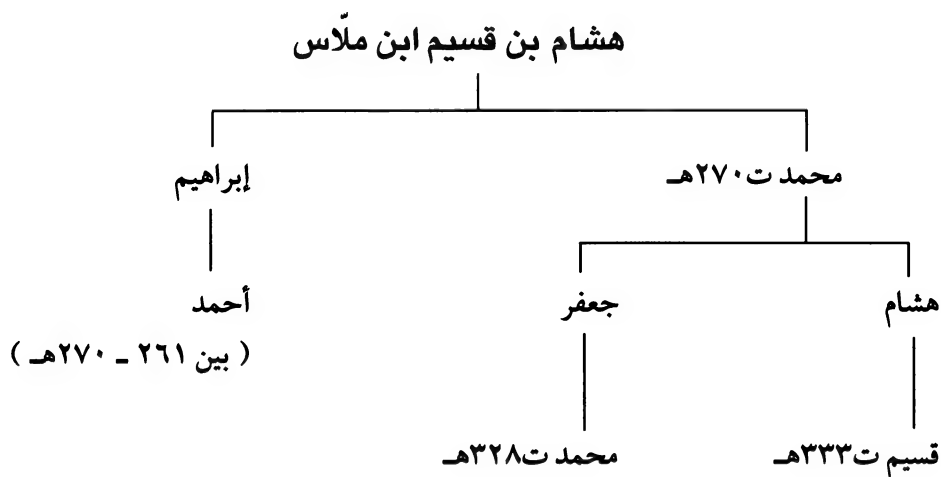 هشام بن قسيم ابن ملّاس
محمد ت٢٧٠هـ
إبراهيم
هشام
جعفر
أحمد
( بين ٢٦١ - ٢٧٠هـ )
قسيم ت٣٣٣هـ
محمد ت٣٢٨هـ